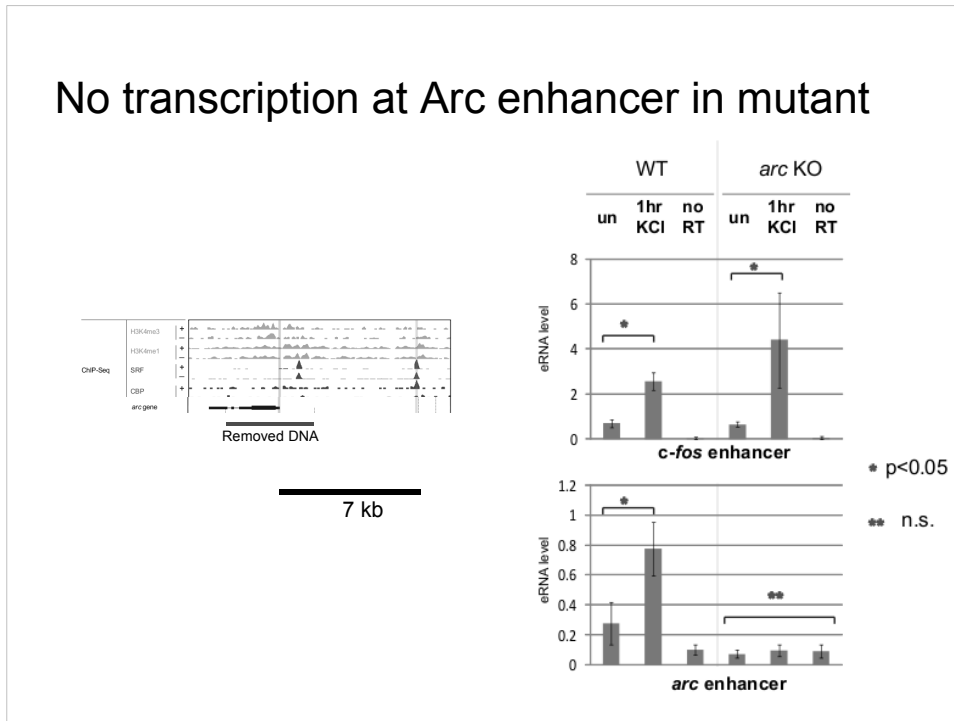 No transcription at Arc enhancer in mutant
WT
arc KO
un
1hr
KCl
no
RT
un
1hr
KCl
no
RT
8
6
4
2
0
eRNA level
*
*
c-fos enhancer
H3K4me3
+
–
H3K4me1
+
–
ChIP-Seq
SRF
+
–
CBP
+
arc gene
Removed DNA
7 kb
* p<0.05
** n.s.
1.2
1
0.8
0.6
0.4
0.2
0
eRNA level
*
**
arc enhancer